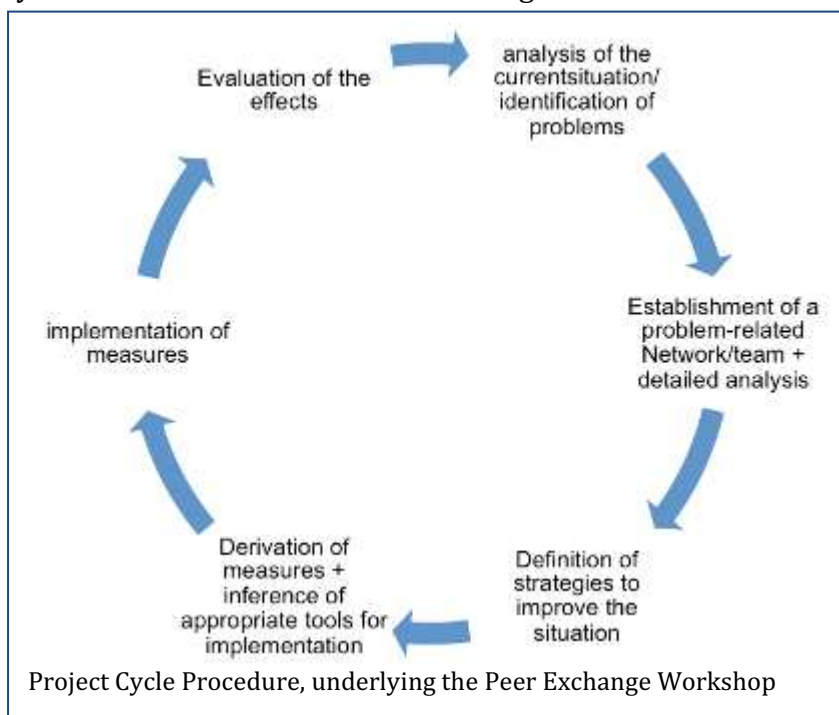 analysis of the
currentsituation/
identification of
problems
Establishment of a
problem-related
Network/team +
detailed analysis
Definition of
strategies to
improve the
situation
Derivation of
measures +
inference of
appropriate tools for
implementation
implementation of
measures
Evaluation of the
effects
Project Cycle Procedure, underlying the Peer Exchange Workshop